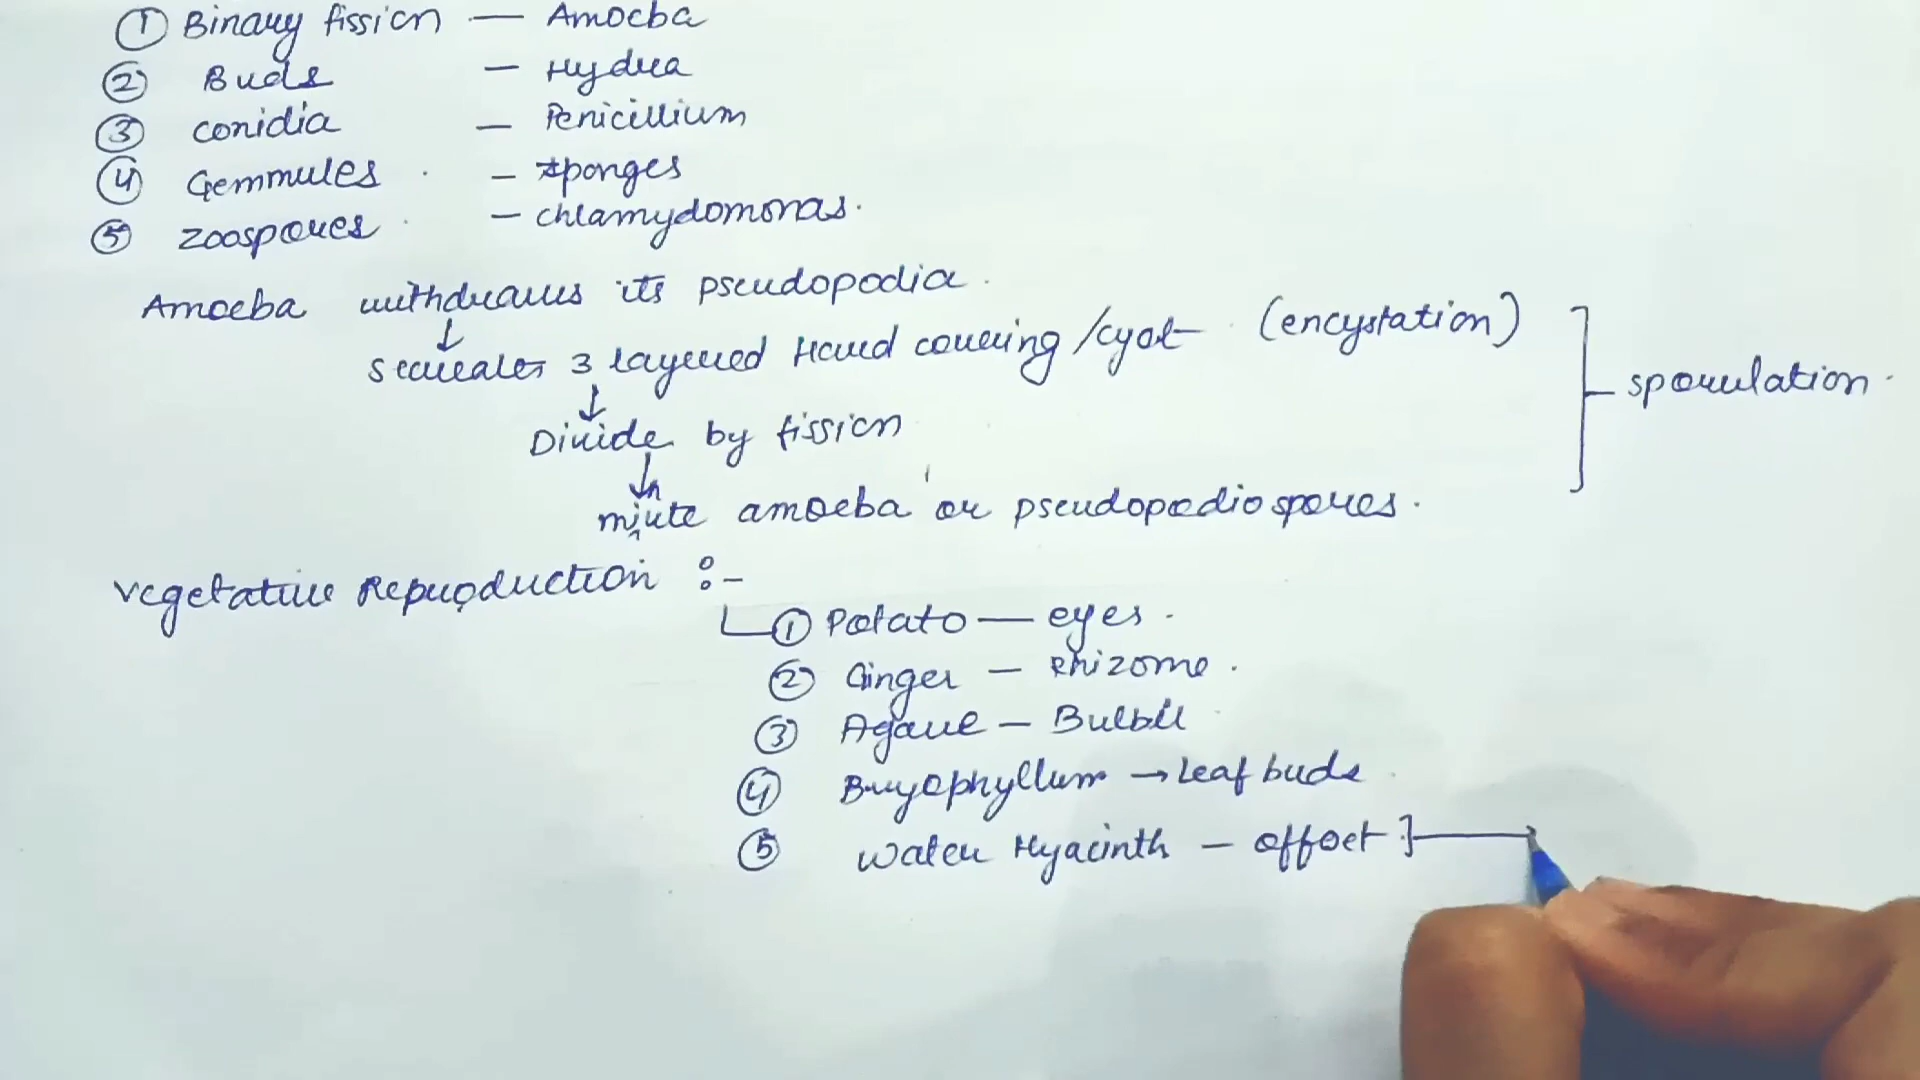 ① Binary fission — Amoeba
② Buds — Hydra
③ conidia — Penicillium
④ Gemmules — sponges
⑤ zoospores — chlamydomonas.
Amoeba withdraws its pseudopodia.
↓
secreates 3 layered Hard covering /cyst (encystation)
sporulation.
↓
Divide by fission
↓
minute amoeba or pseudopodiospores.
Vegetative Reproduction :-
① Potato — eyes.
② Ginger — Rhizome.
③ Agave — Bulbil
④ Bryophyllum → Leaf buds
⑤ Water Hyacinth — offset